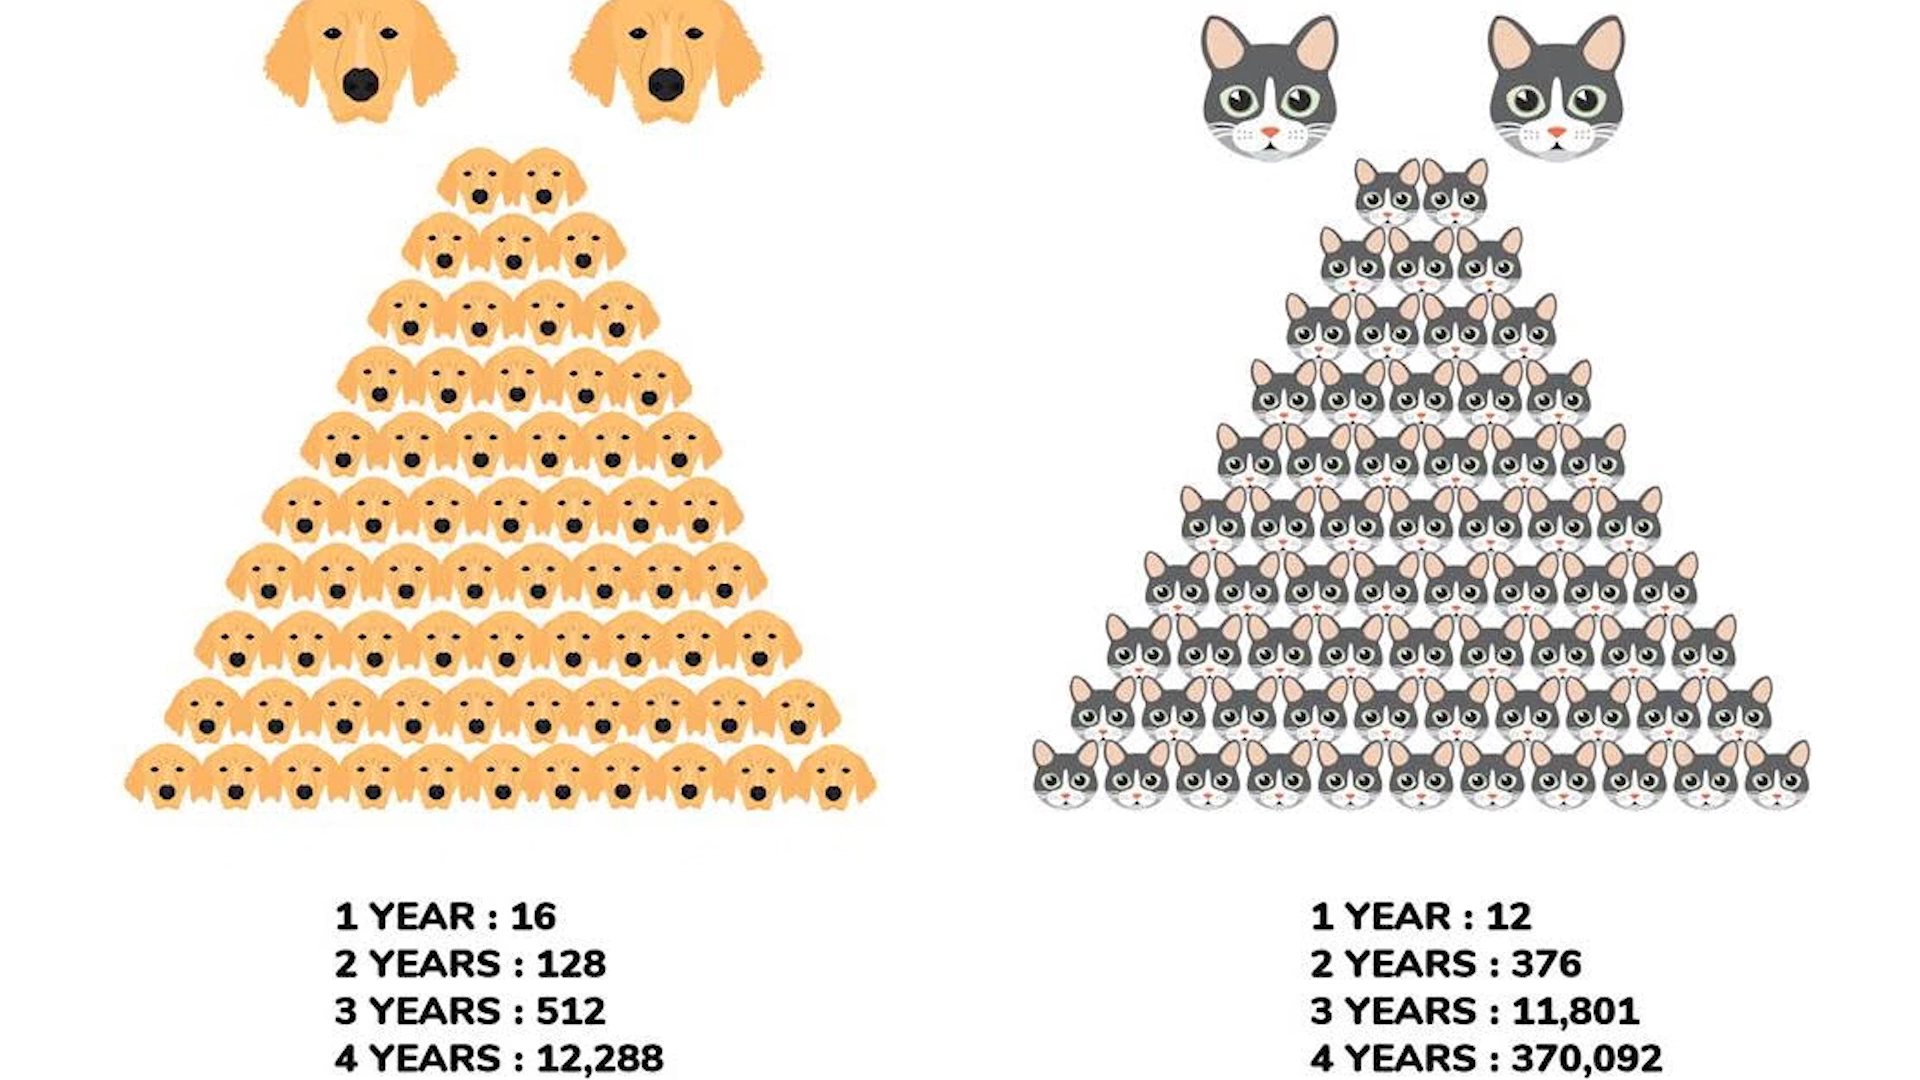 1 YEAR : 16
2 YEARS : 128
3 YEARS : 512
4 YEARS : 12,288
1 YEAR : 12
2 YEARS : 376
3 YEARS : 11,801
4 YEARS : 370,092